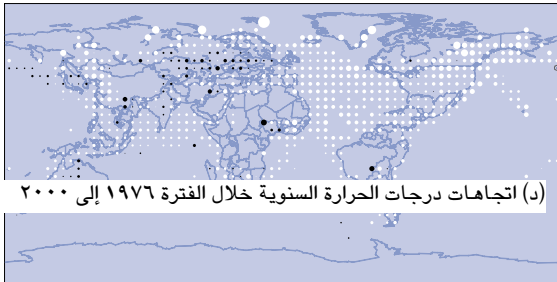 (د) اتجاهات درجات الحرارة السنوية خلال الفترة ١٩٧٦ إلى ٢٠٠٠